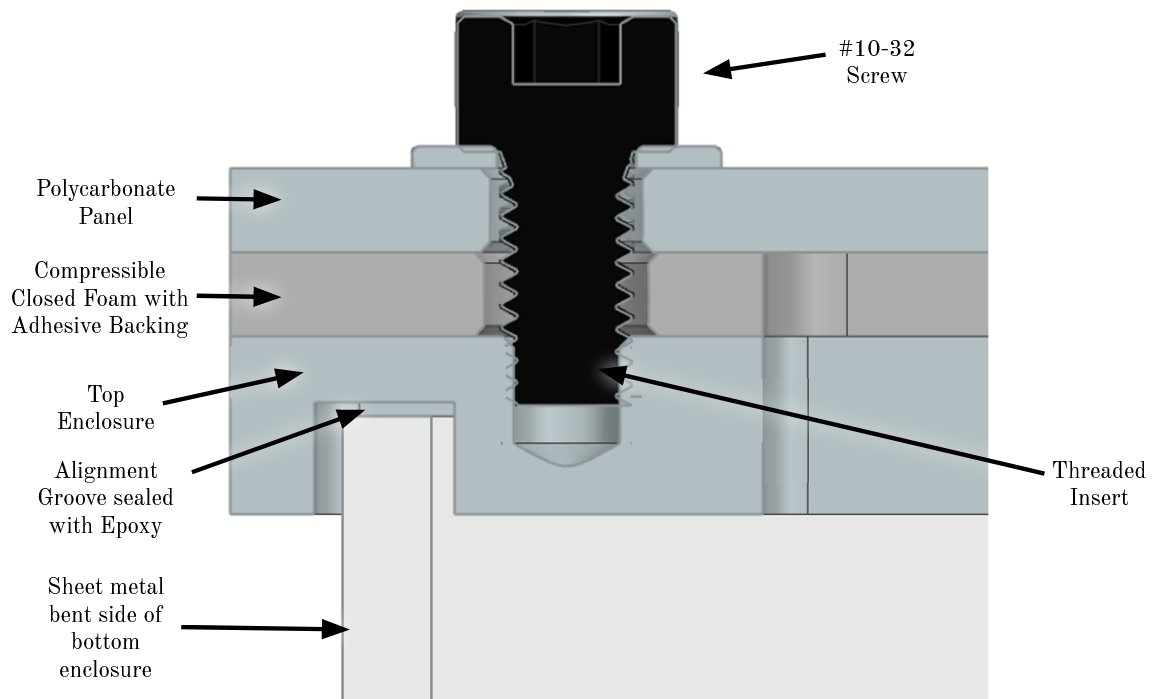 #10-32
Screw
Polycarbonate
Panel
Compressible
Closed Foam with
Adhesive Backing
Top
Enclosure
Alignment
Groove sealed
with Epoxy
Threaded
Insert
Sheet metal
bent side of
bottom
enclosure